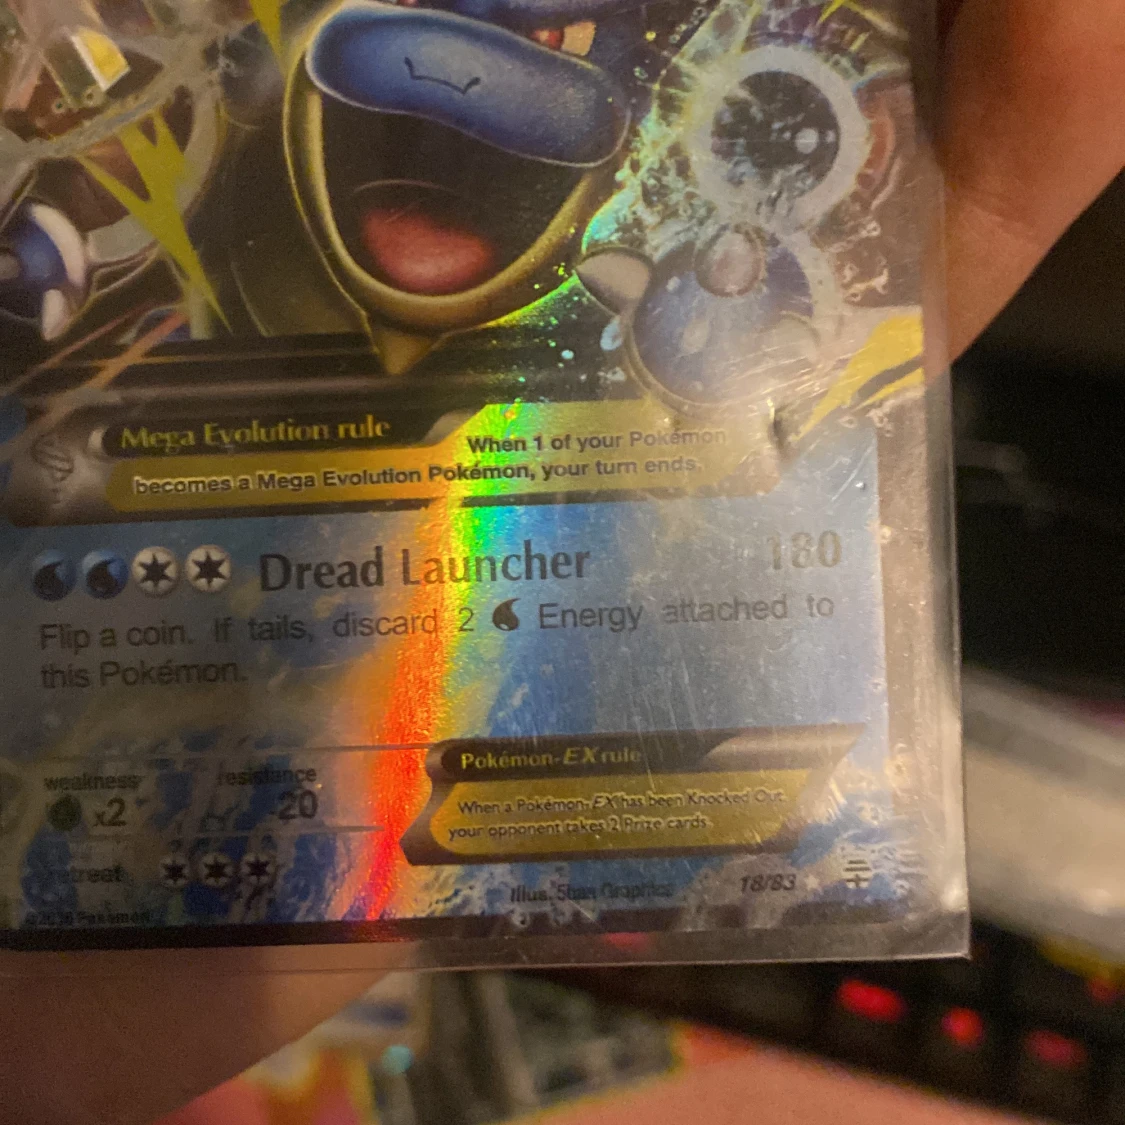 Mega Evolution rule
When 1 of your Pokémon
becomes a Mega Evolution Pokémon, your turn ends.
Dread Launcher 180
Flip a coin. If tails, discard 2 Energy attached to
this Pokémon.
weakness resistance
x2 -20
retreat
Pokémon-EX rule
When a Pokémon-EX has been Knocked Out,
your opponent takes 2 Prize cards.
Illus. 5ban Graphics 18/83
©2016 Pokémon